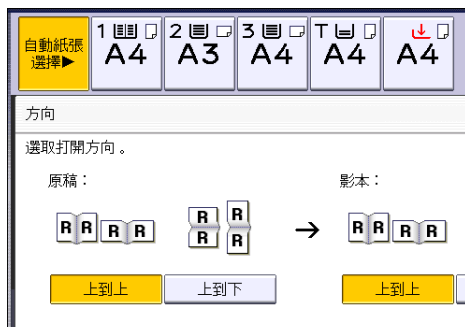 自動紙張
選擇▶
1 A4
2 A3
3 A4
T A4
A4
方向
選取打開方向。
原稿：
影本：
R R R R
R R
R R
→
R R R R
上到上
上到下
上到上